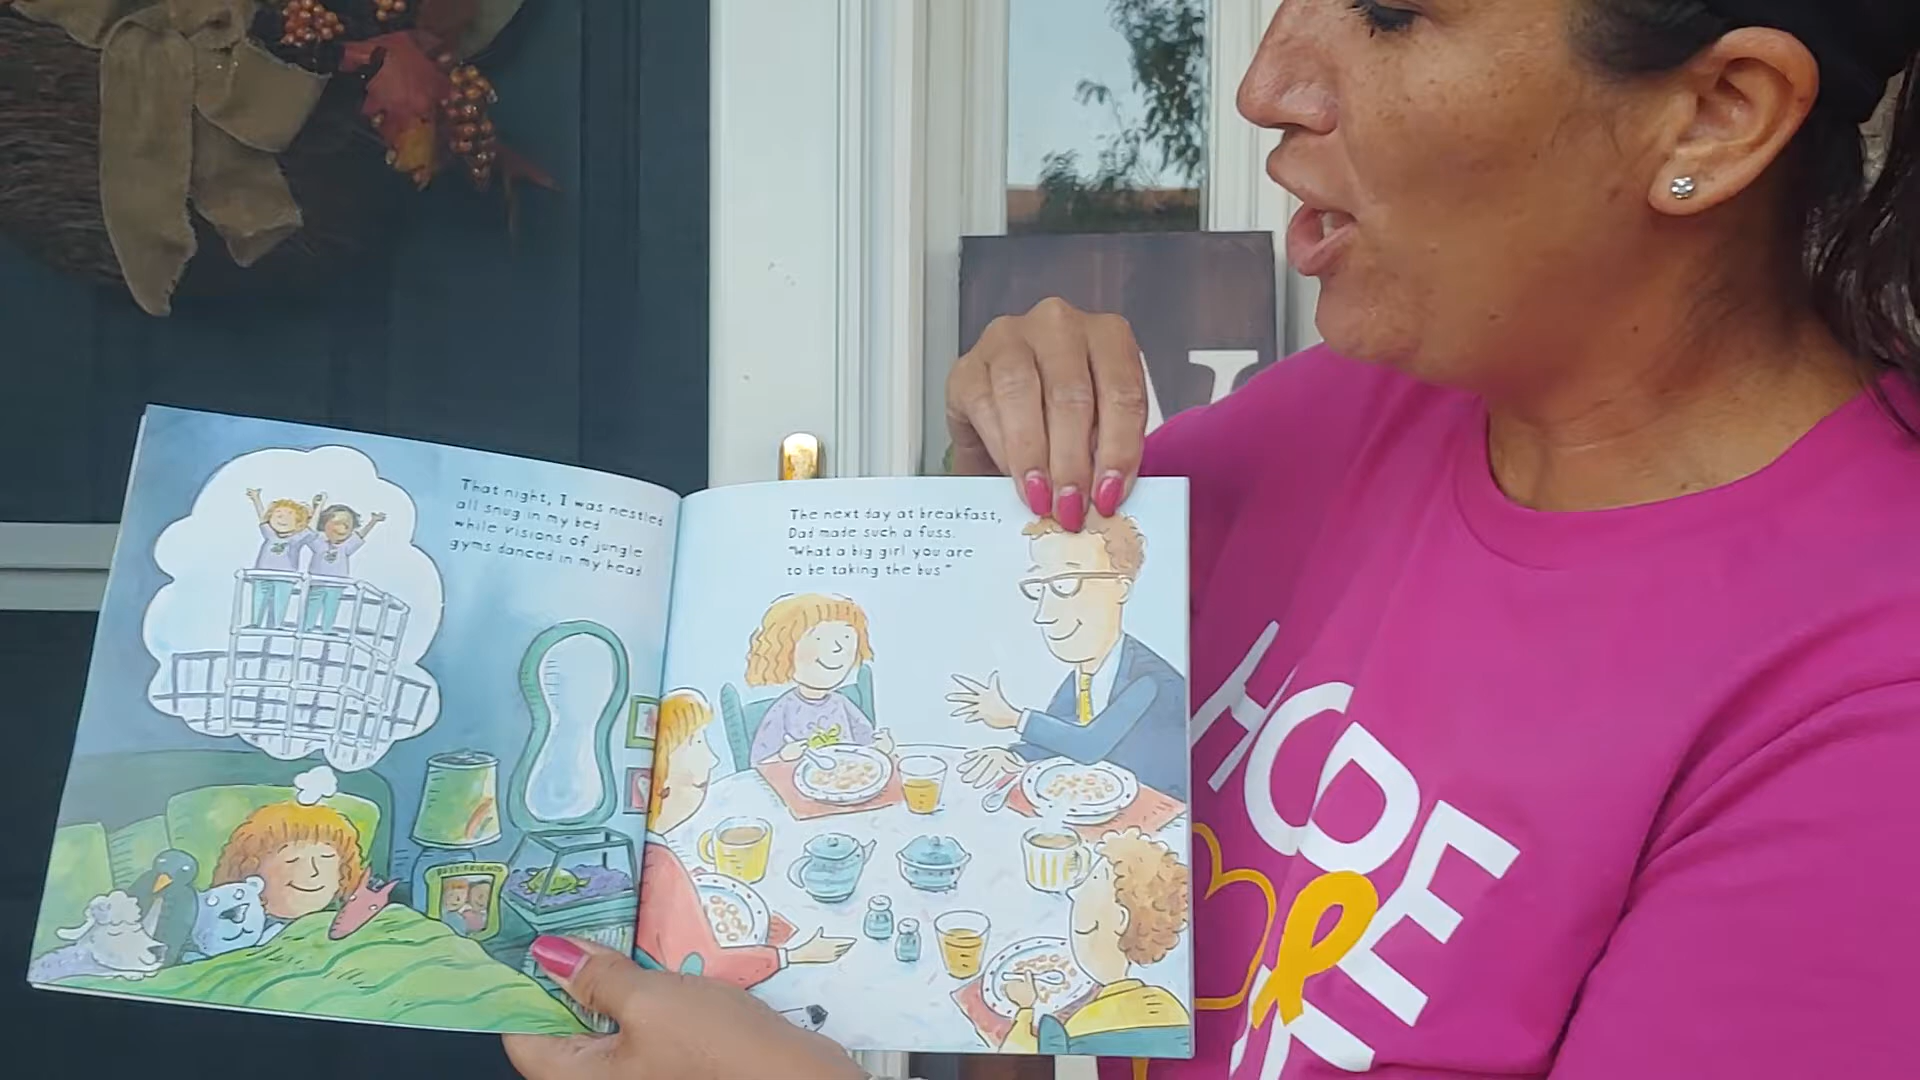 That night, I was nestled
all snug in my bed
while visions of jungle
gyms danced in my head
The next day at breakfast,
Dad made such a fuss.
"What a big girl you are
to be taking the bus."
BEST FRIENDS
HOPE